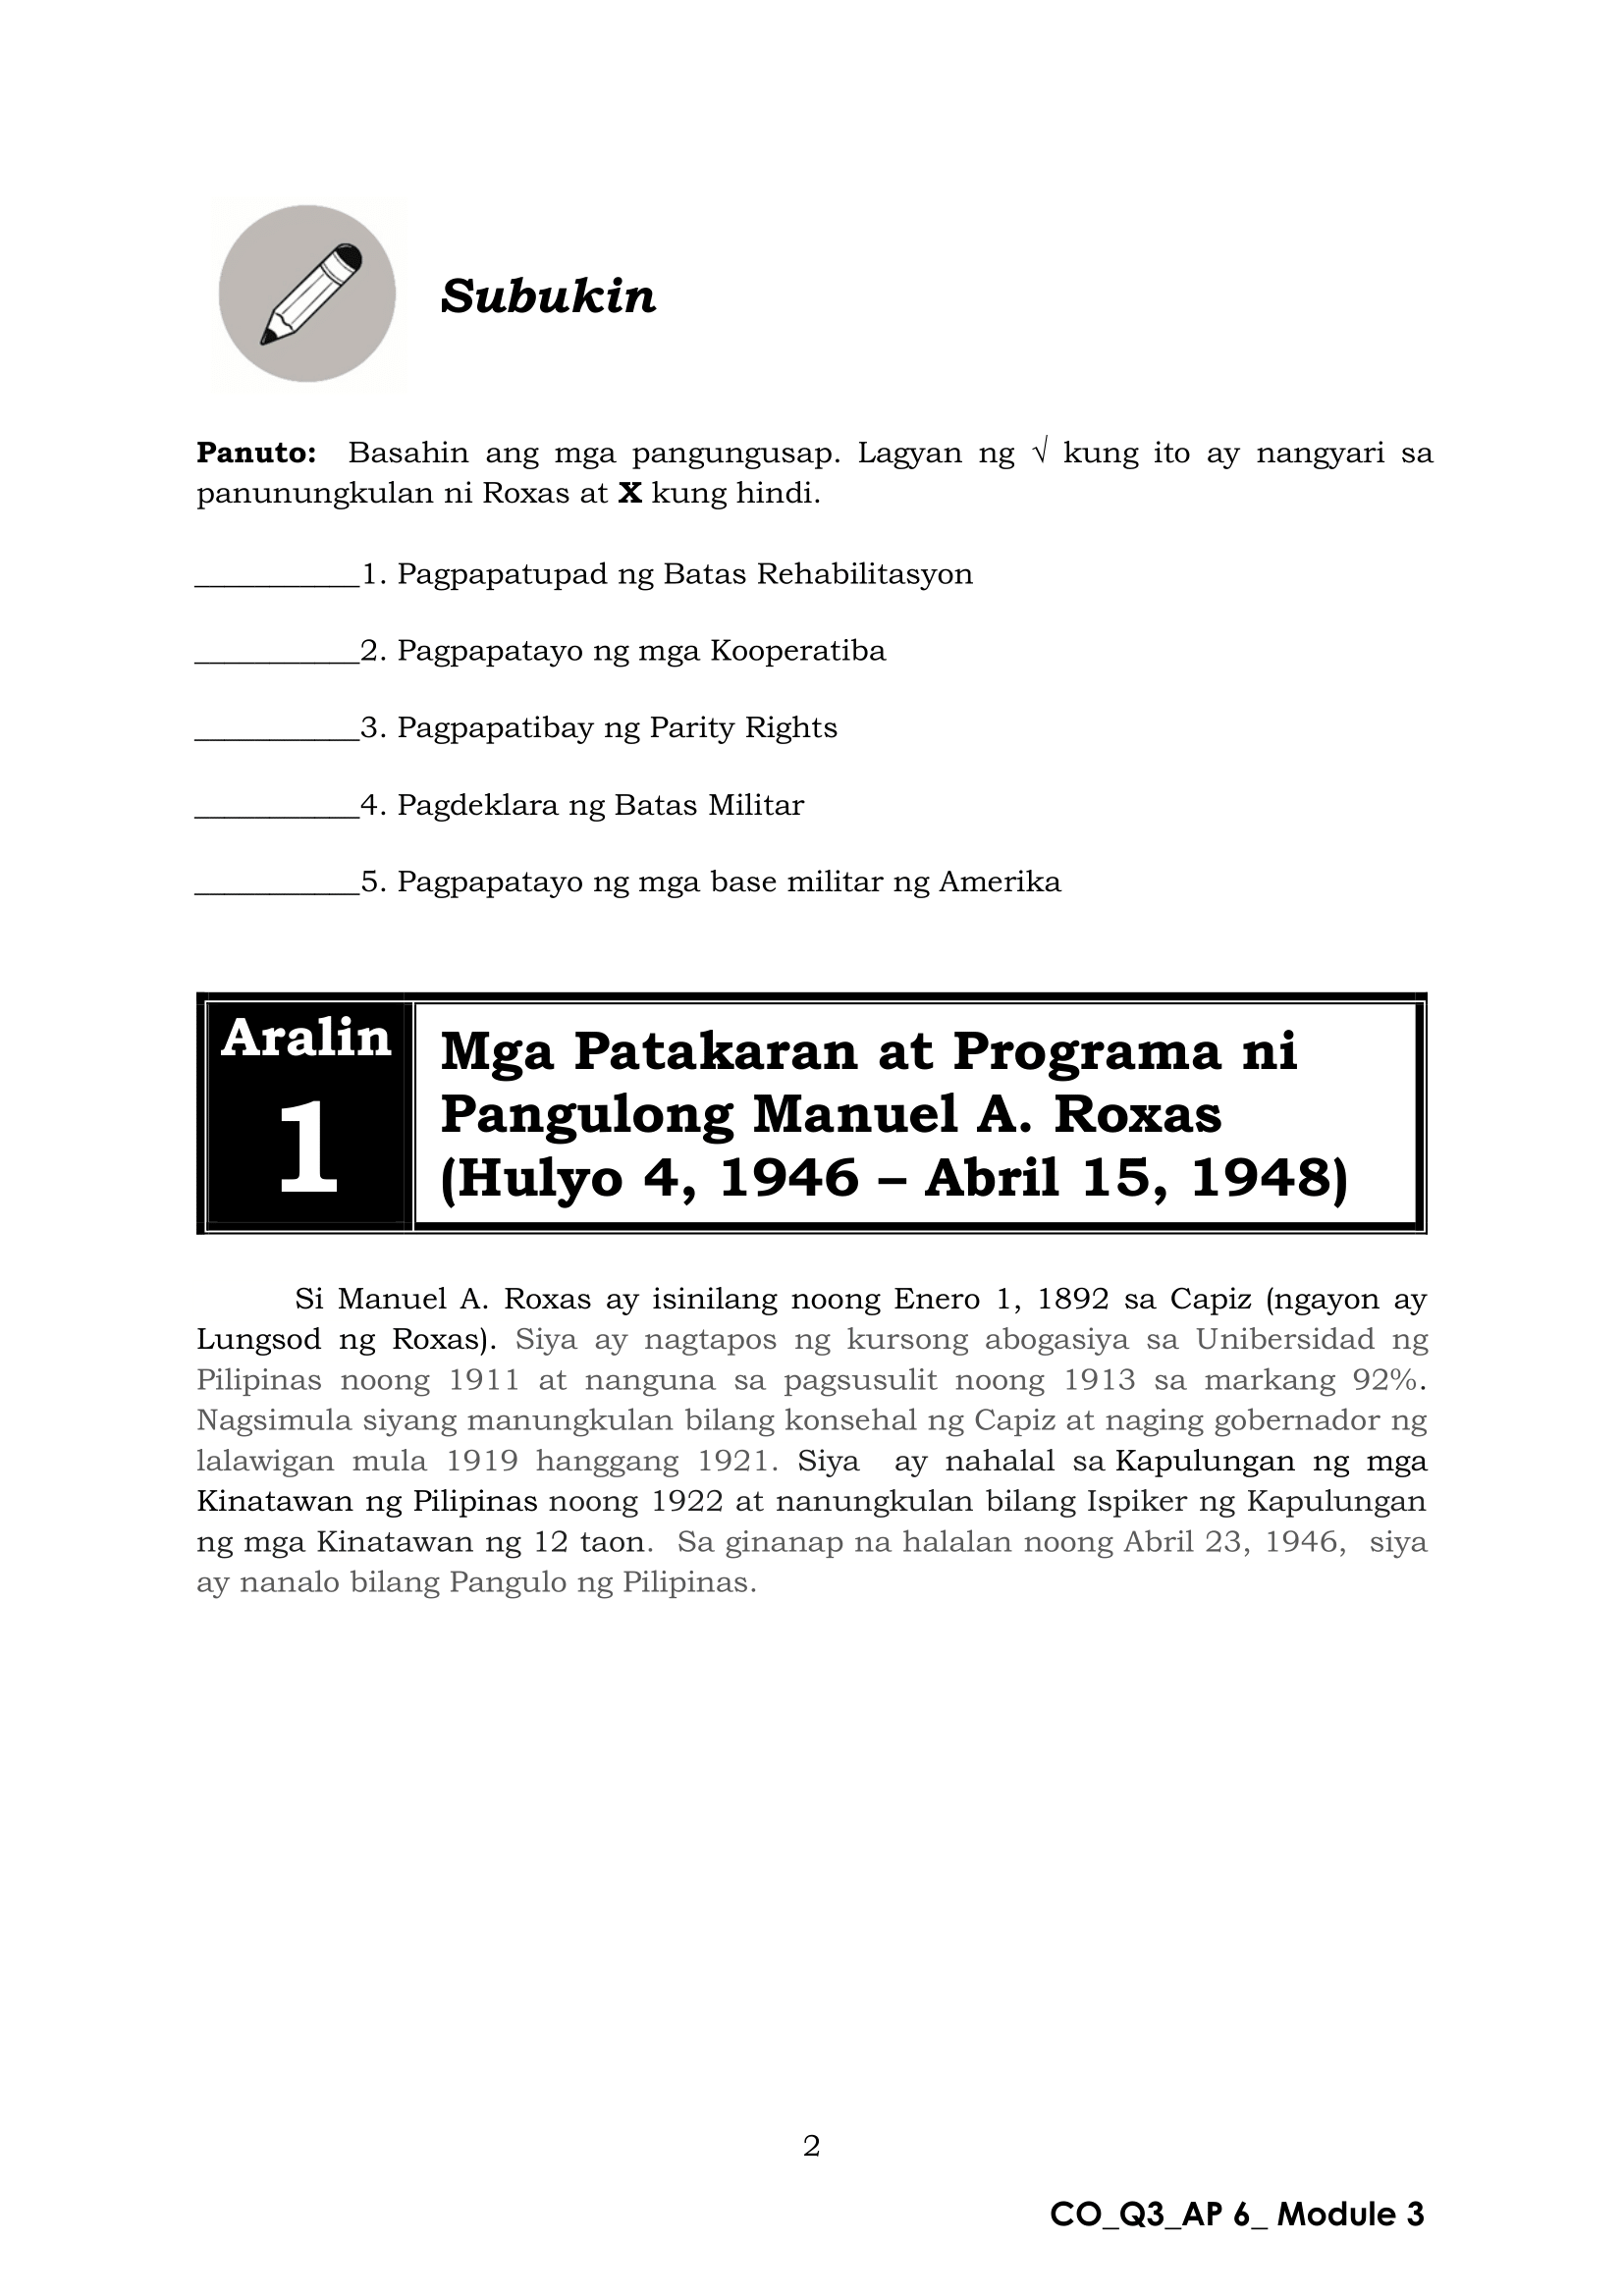 Subukin
Panuto: Basahin ang mga pangungusap. Lagyan ng √ kung ito ay nangyari sa
panunungkulan ni Roxas at X kung hindi.
___________1. Pagpapatupad ng Batas Rehabilitasyon
___________2. Pagpapatayo ng mga Kooperatiba
___________3. Pagpapatibay ng Parity Rights
___________4. Pagdeklara ng Batas Militar
___________5. Pagpapatayo ng mga base militar ng Amerika
Aralin
1
Mga Patakaran at Programa ni
Pangulong Manuel A. Roxas
(Hulyo 4, 1946 – Abril 15, 1948)
Si Manuel A. Roxas ay isinilang noong Enero 1, 1892 sa Capiz (ngayon ay
Lungsod ng Roxas). Siya ay nagtapos ng kursong abogasiya sa Unibersidad ng
Pilipinas noong 1911 at nanguna sa pagsusulit noong 1913 sa markang 92%.
Nagsimula siyang manungkulan bilang konsehal ng Capiz at naging gobernador ng
lalawigan mula 1919 hanggang 1921. Siya ay nahalal sa Kapulungan ng mga
Kinatawan ng Pilipinas noong 1922 at nanungkulan bilang Ispiker ng Kapulungan
ng mga Kinatawan ng 12 taon. Sa ginanap na halalan noong Abril 23, 1946, siya
ay nanalo bilang Pangulo ng Pilipinas.
2
CO_Q3_AP 6_ Module 3